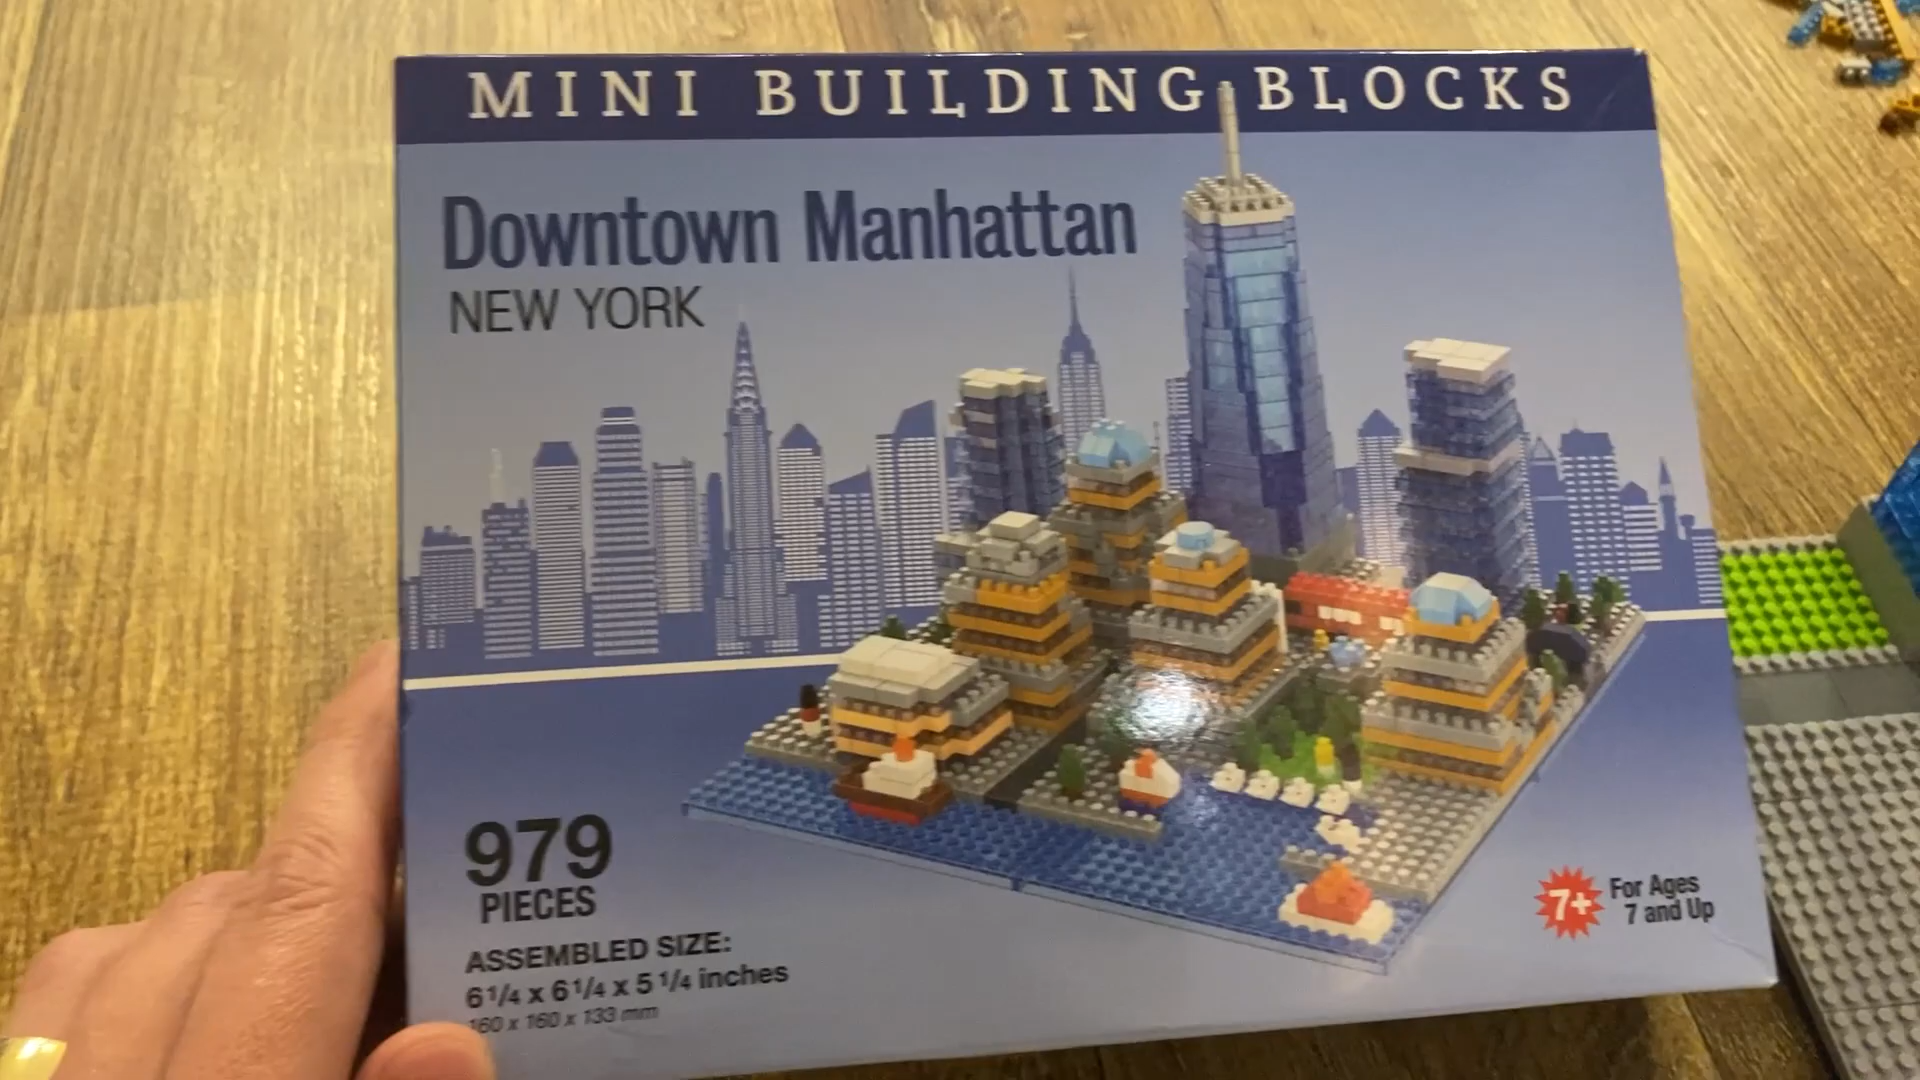 MINI BUILDING BLOCKS
Downtown Manhattan
NEW YORK
979
PIECES
ASSEMBLED SIZE:
6 1/4 x 6 1/4 x 5 1/4 inches
160 x 160 x 133 mm
7+
For Ages
7 and Up